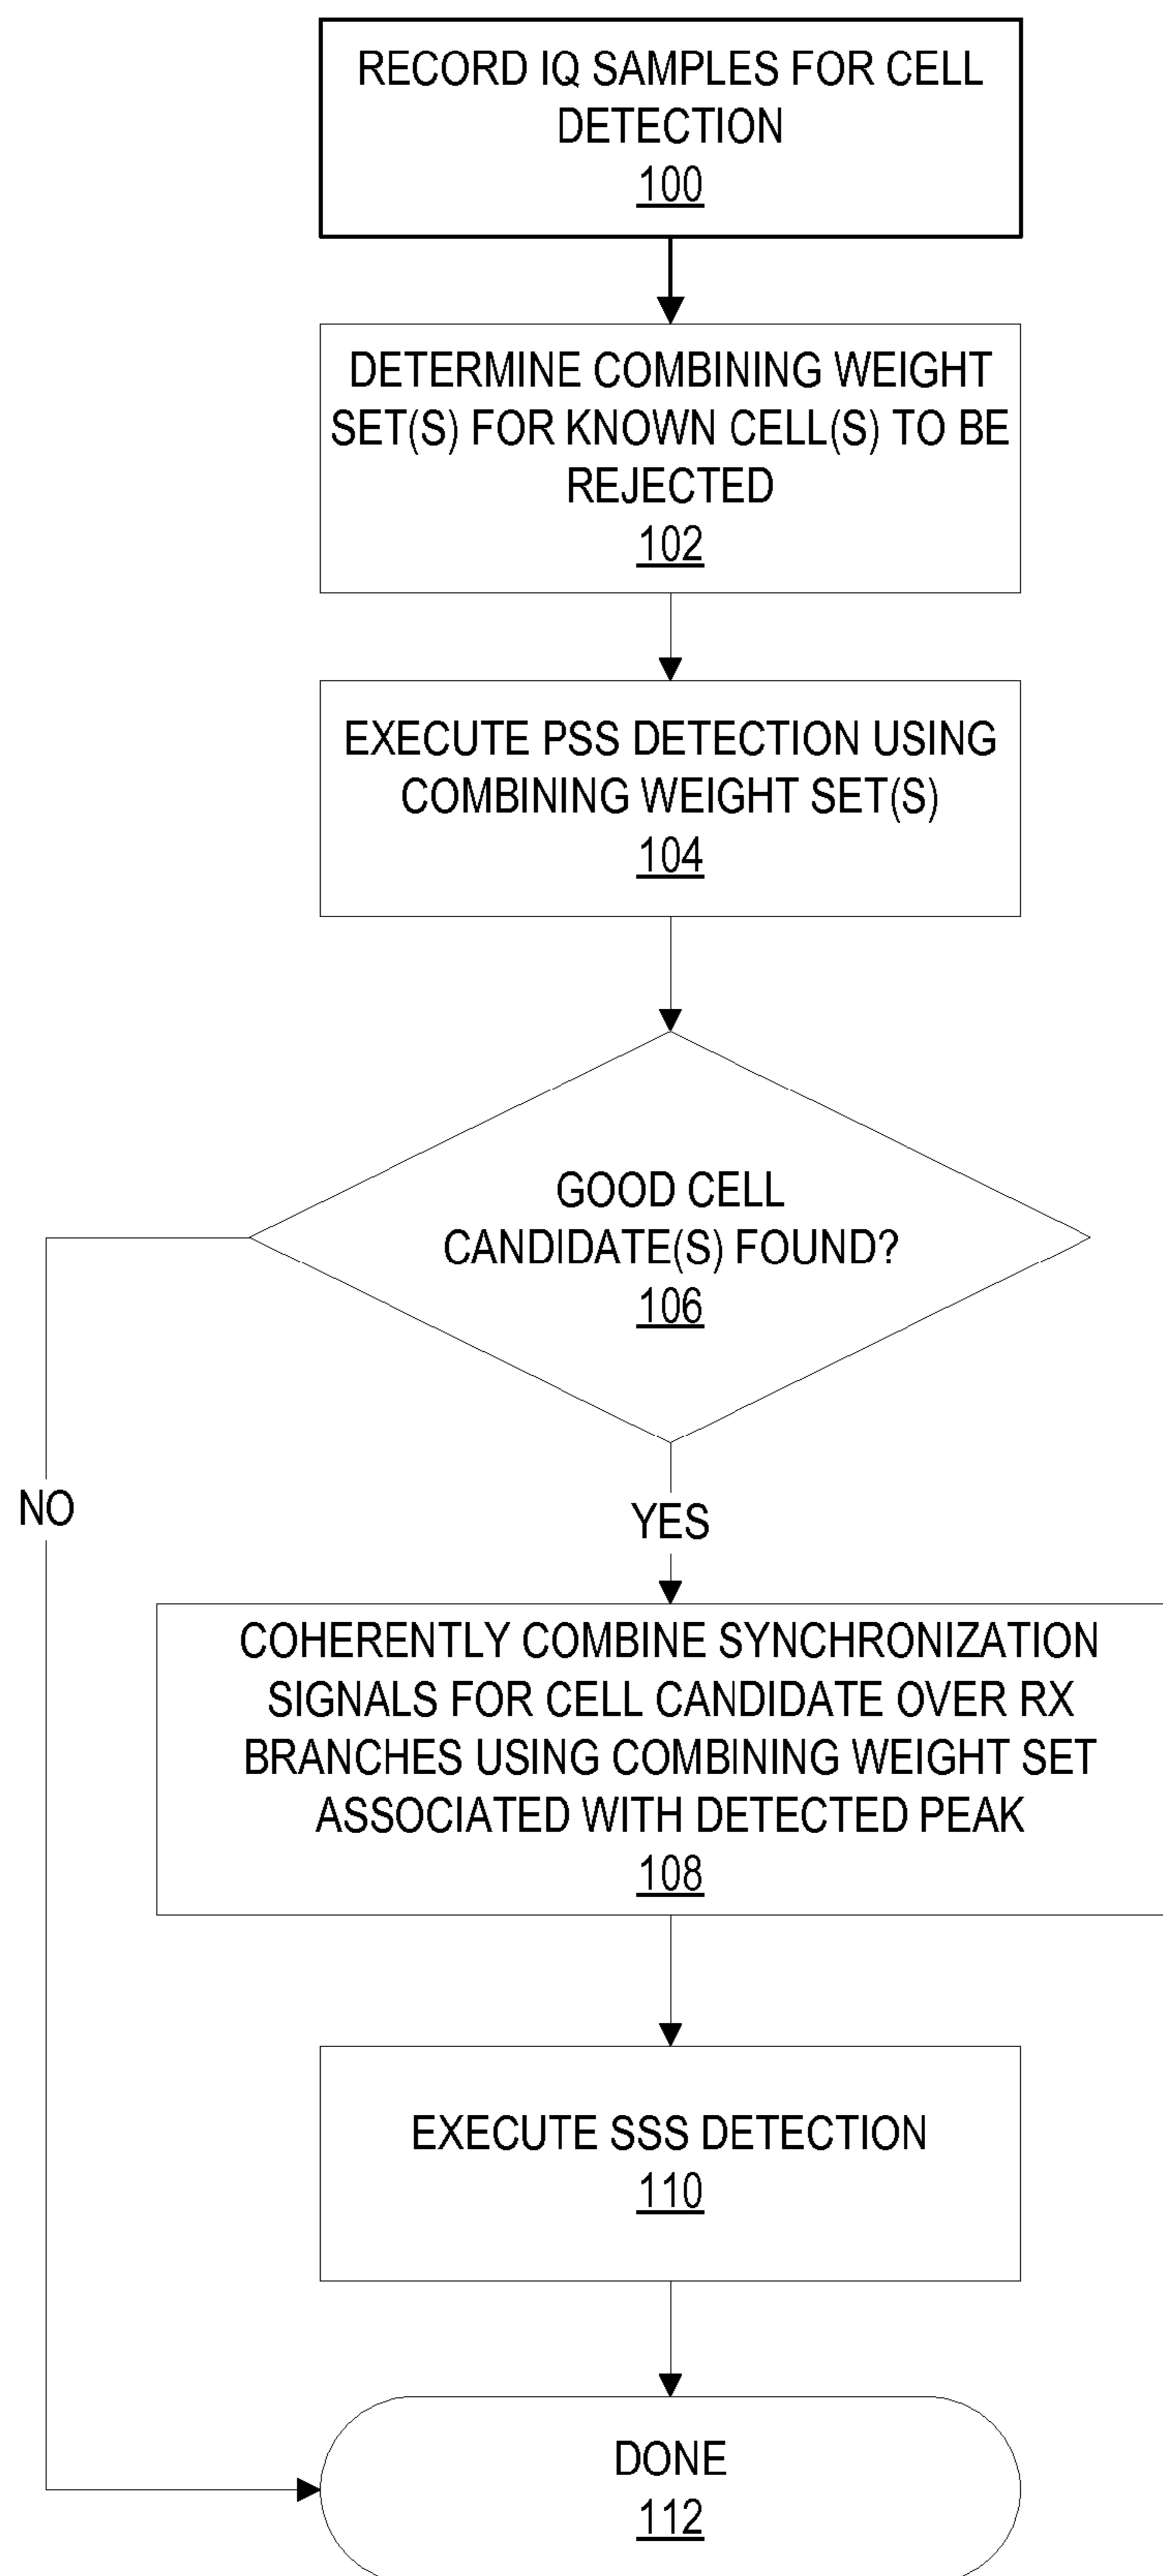 RECORD IQ SAMPLES FOR CELL
DETECTION
100
DETERMINE COMBINING WEIGHT
SET(S) FOR KNOWN CELL(S) TO BE
REJECTED
102
EXECUTE PSS DETECTION USING
COMBINING WEIGHT SET(S)
104
GOOD CELL
CANDIDATE(S) FOUND?
106
NO
YES
COHERENTLY COMBINE SYNCHRONIZATION
SIGNALS FOR CELL CANDIDATE OVER RX
BRANCHES USING COMBINING WEIGHT SET
ASSOCIATED WITH DETECTED PEAK
108
EXECUTE SSS DETECTION
110
DONE
112